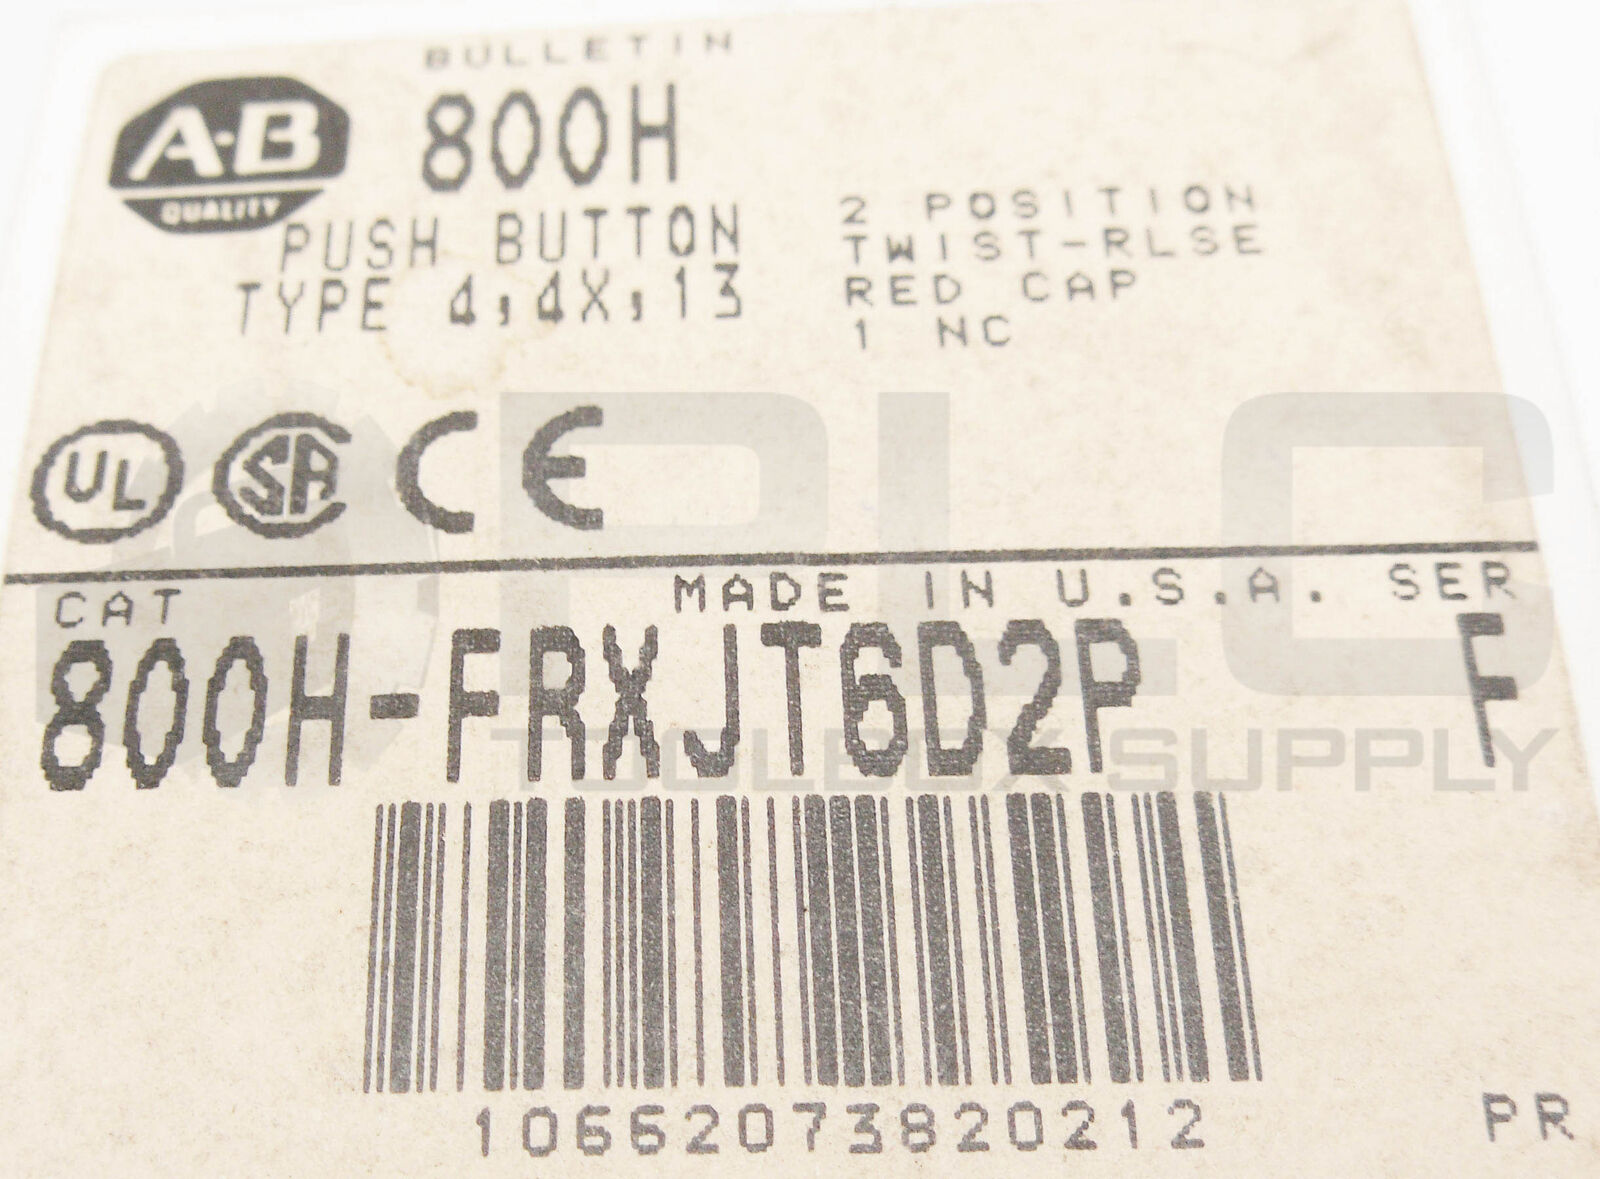 BULLETIN
A-B
QUALITY
800H
PUSH BUTTON
TYPE 4,4X,13
2 POSITION
TWIST-RLSE
RED CAP
1 NC
UL
SA
CE
CAT
MADE IN U.S.A.
SER
800H-FRXJT6D2P
F
PLC
TOOLBOX SUPPLY
10662073820212
PR